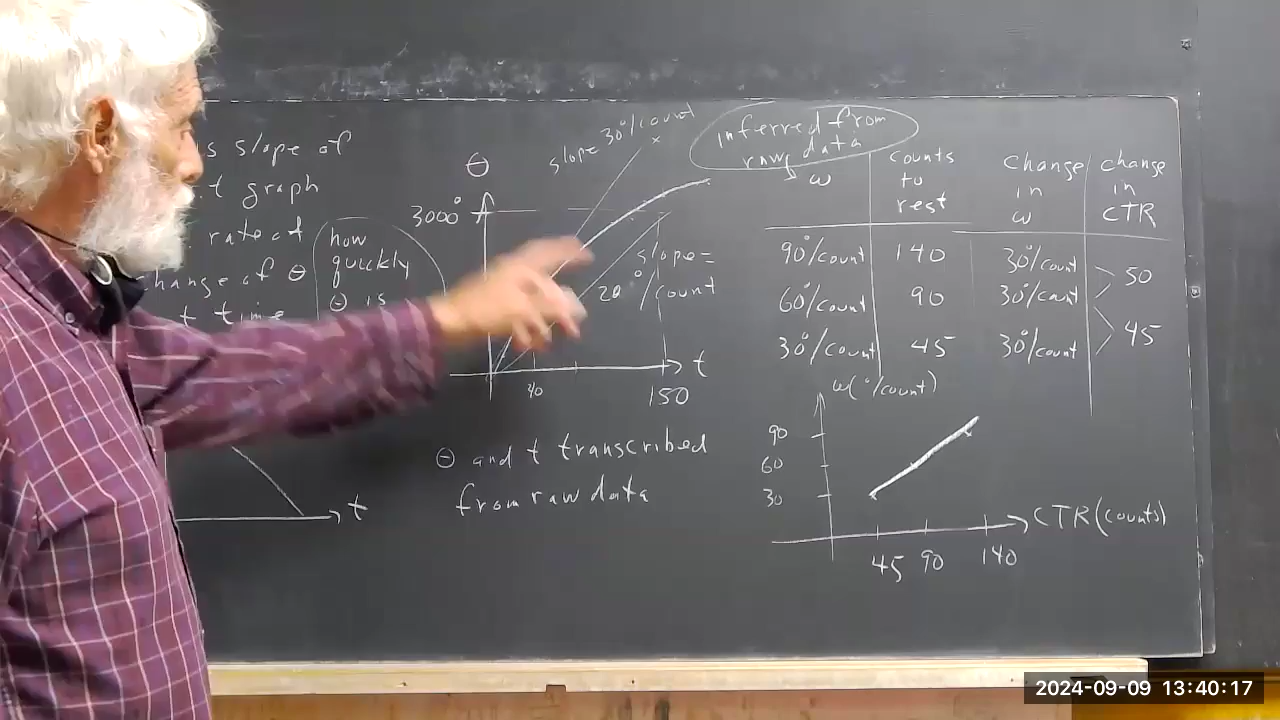 s slope of
t graph
rate of
hange of θ
t time
how
quickly
θ is
t
θ
3000°
slope 30°/count
x
slope=
20°/count
40
150
t
θ and t transcribed
from raw data
inferred from
raw data
ω
counts
to
rest
change
in
ω
change
in
CTR
90°/count 140 30°/count
50
60°/count 90 30°/count
45
30°/count 45 30°/count
ω(°/count)
90
60
30
CTR(counts)
45 90 140
2024-09-09 13:40:17